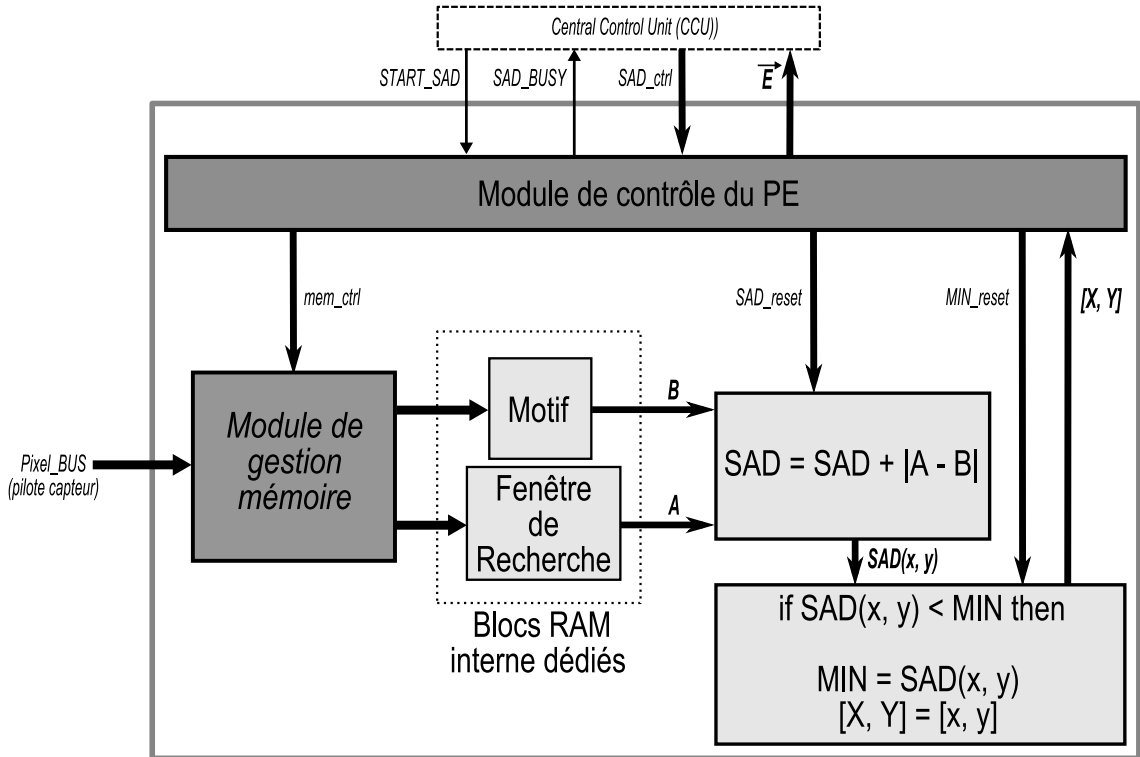 Central Control Unit (CCU))
START_SAD
SAD_BUSY
SAD_ctrl
E
Module de contrôle du PE
mem_ctrl
SAD_reset
MIN_reset
[X, Y]
Module de
gestion
mémoire
Motif
B
SAD = SAD + |A - B|
Pixel_BUS
(pilote capteur)
Fenêtre
de
Recherche
A
SAD(x, y)
Blocs RAM
interne dédiés
if SAD(x, y) < MIN then
MIN = SAD(x, y)
[X, Y] = [x, y]